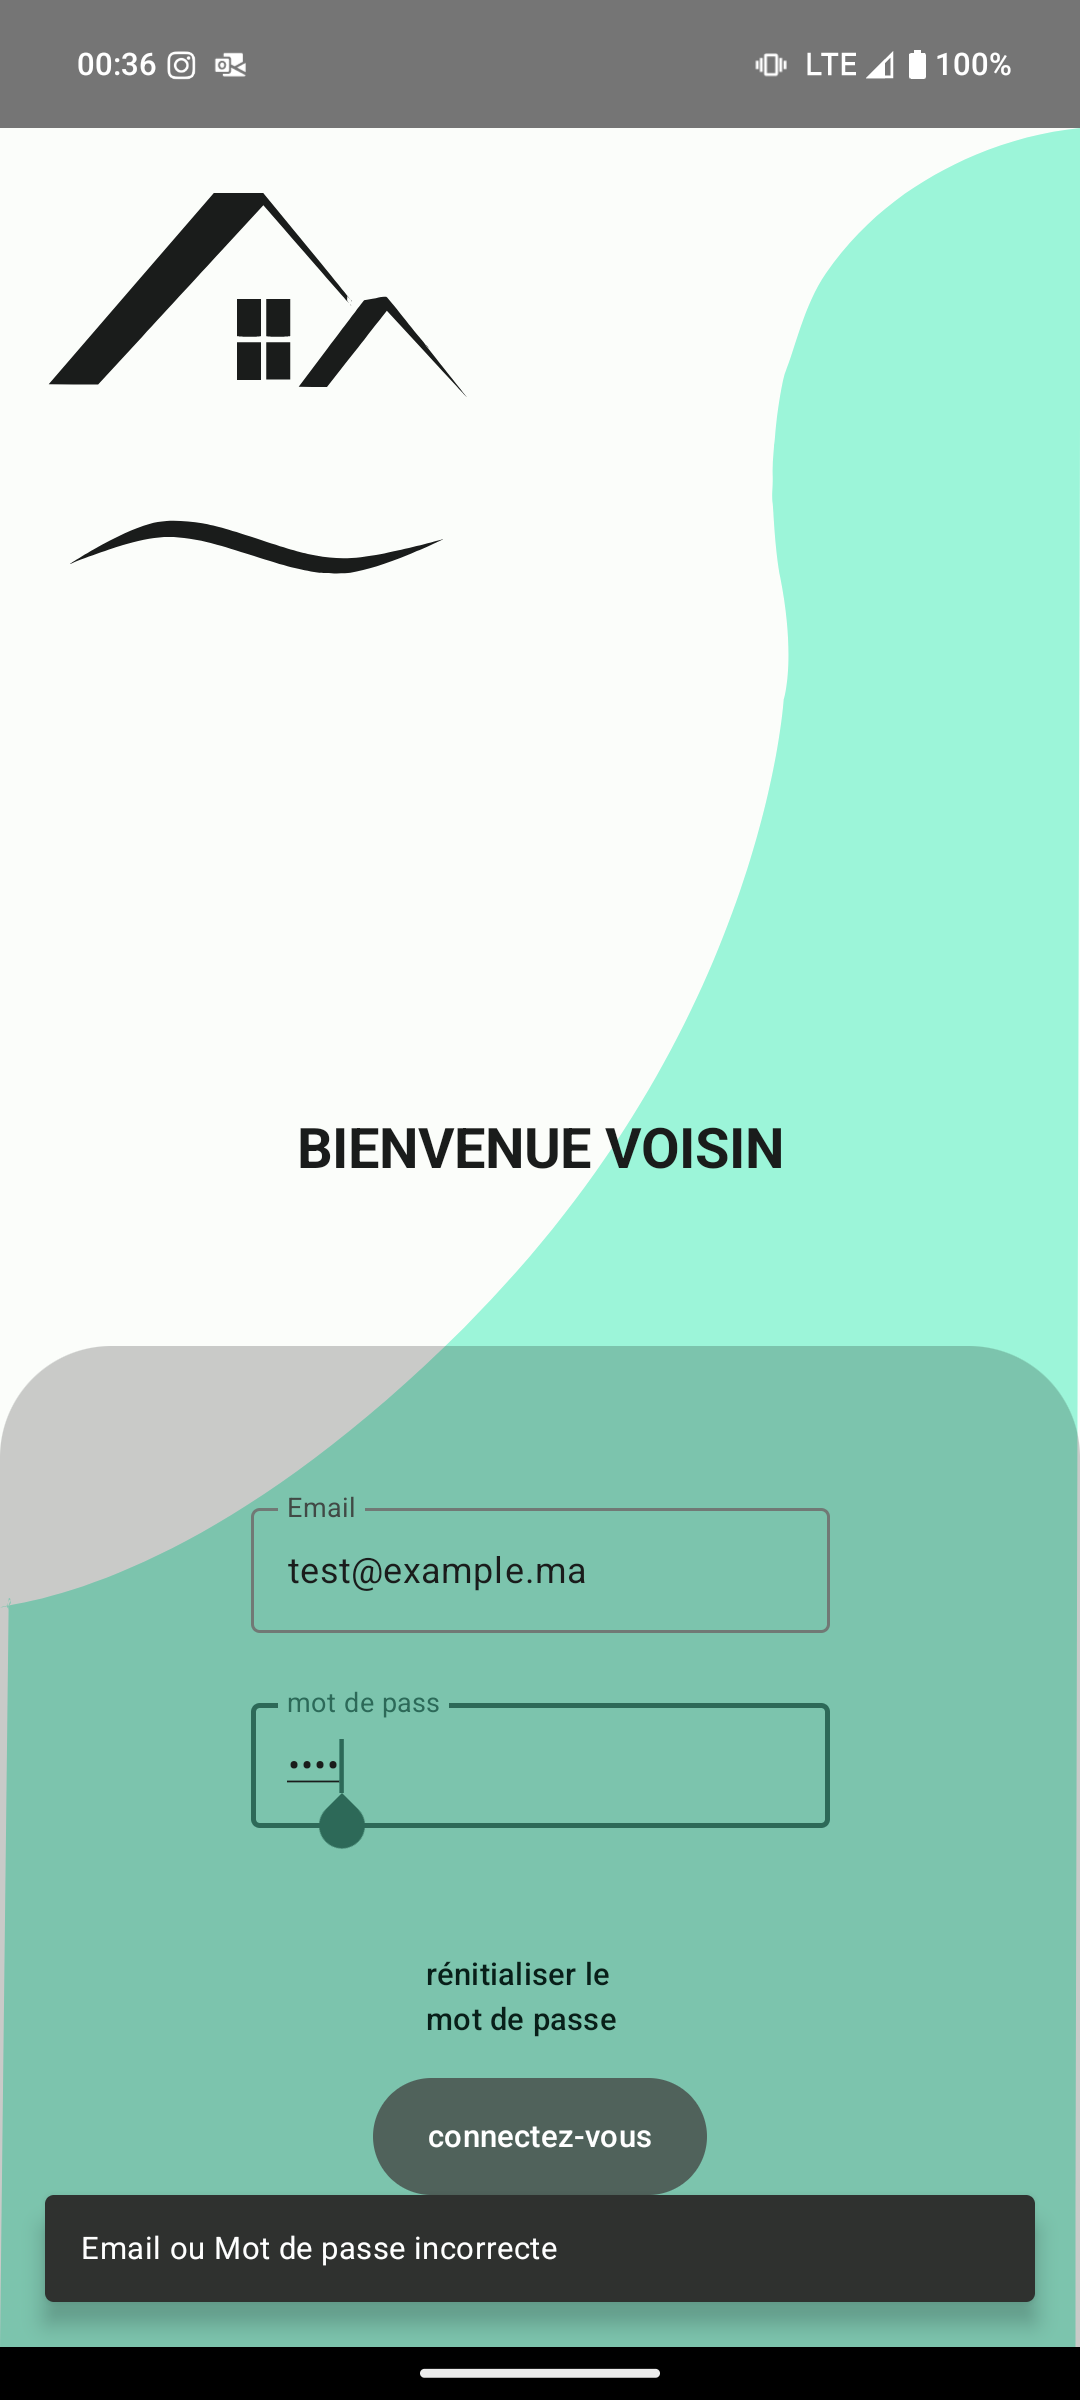 00:36 LTE 100%
BIENVENUE VOISIN
Email
test@example.ma
mot de pass
••••
rénitialiser le
mot de passe
connectez-vous
Email ou Mot de passe incorrecte